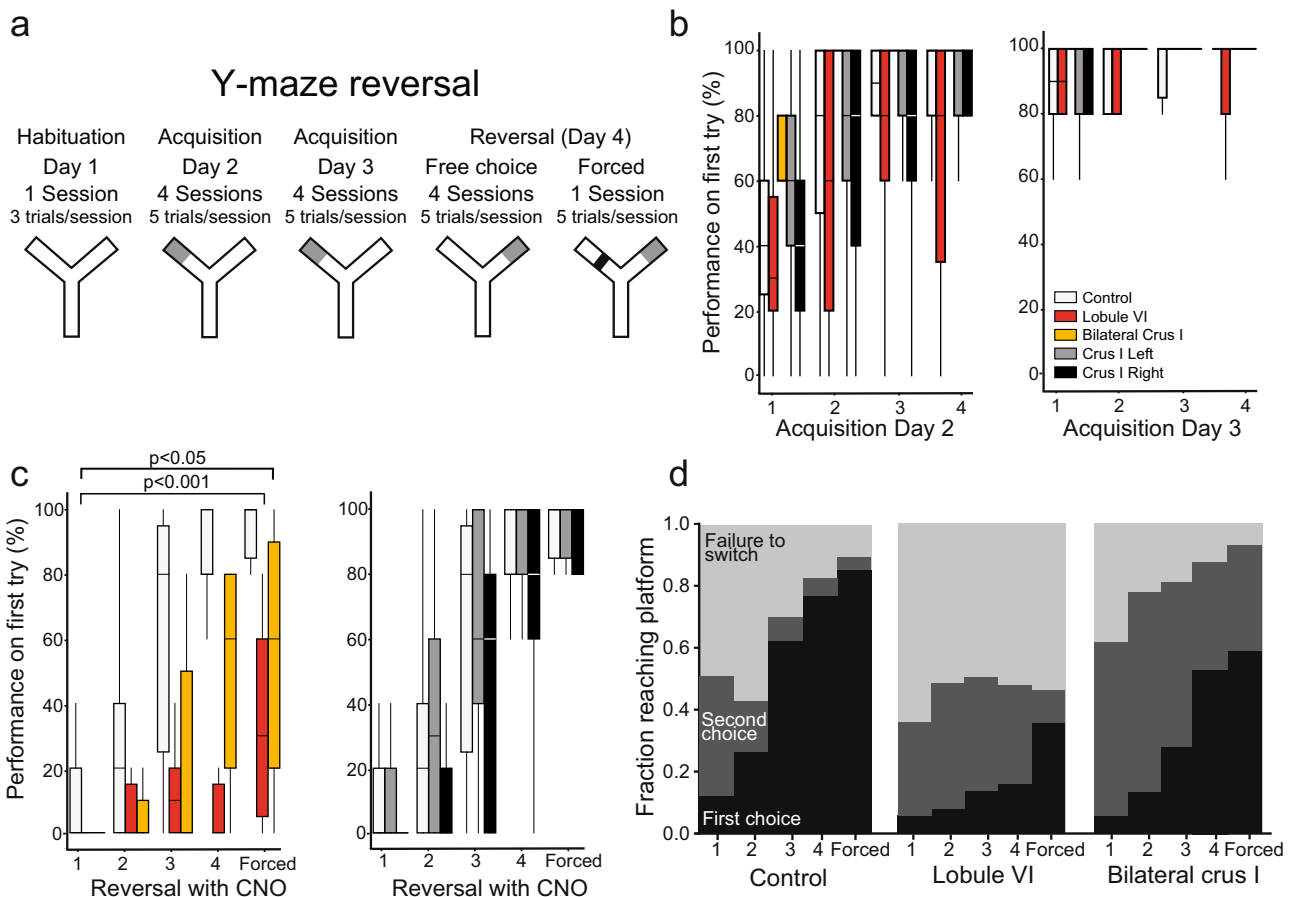 a
Y-maze reversal
Habituation
Day 1
1 Session
3 trials/session
Acquisition
Day 2
4 Sessions
5 trials/session
Acquisition
Day 3
4 Sessions
5 trials/session
Reversal (Day 4)
Free choice
4 Sessions
5 trials/session
Forced
1 Session
5 trials/session
b
Performance on first try (%)
100
80
60
40
20
0
1 2 3 4
Acquisition Day 2
100
80
60
40
20
0
Control
Lobule VI
Bilateral Crus I
Crus I Left
Crus I Right
1 2 3 4
Acquisition Day 3
c
p<0.05
p<0.001
Performance on first try (%)
100
80
60
40
20
0
1 2 3 4 Forced
Reversal with CNO
100
80
60
40
20
0
1 2 3 4 Forced
Reversal with CNO
d
Fraction reaching platform
1.0
0.8
0.6
0.4
0.2
0.0
Failure to
switch
Second
choice
First choice
1 2 3 4 Forced
Control
1 2 3 4 Forced
Lobule VI
1 2 3 4 Forced
Bilateral crus I